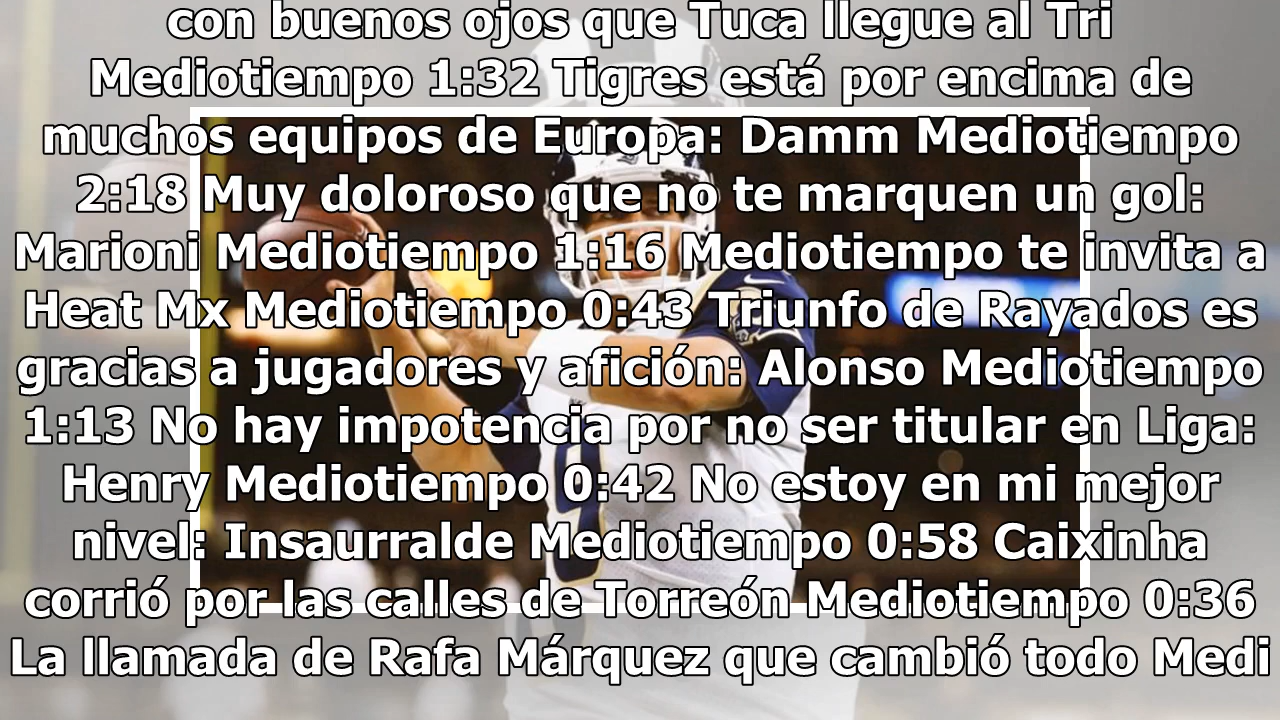 con buenos ojos que Tuca llegue al Tri
Mediotiempo 1:32 Tigres está por encima de
muchos equipos de Europa: Damm Mediotiempo
2:18 Muy doloroso que no te marquen un gol:
Marioni Mediotiempo 1:16 Mediotiempo te invita a
Heat Mx Mediotiempo 0:43 Triunfo de Rayados es
gracias a jugadores y afición: Alonso Mediotiempo
1:13 No hay impotencia por no ser titular en Liga:
Henry Mediotiempo 0:42 No estoy en mi mejor
nivel: Insaurralde Mediotiempo 0:58 Caixinha
corrió por las calles de Torreón Mediotiempo 0:36
La llamada de Rafa Márquez que cambió todo Medi